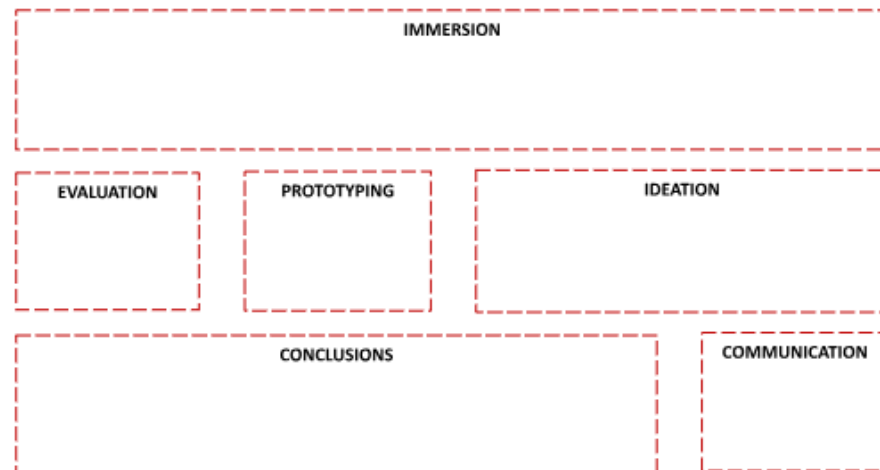 IMMERSION
EVALUATION
PROTOTYPING
IDEATION
CONCLUSIONS
COMMUNICATION